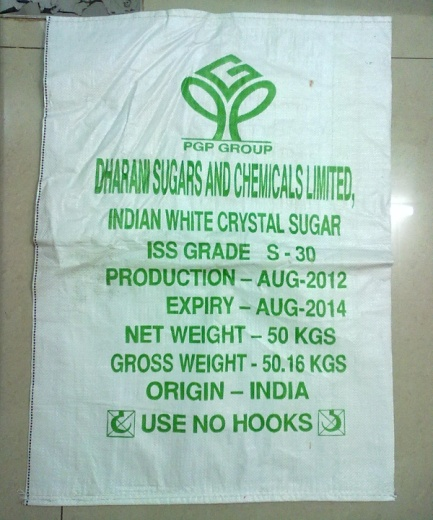 PGP GROUP
DHARANI SUGARS AND CHEMICALS LIMITED,
INDIAN WHITE CRYSTAL SUGAR
ISS GRADE S - 30
PRODUCTION – AUG-2012
EXPIRY – AUG-2014
NET WEIGHT – 50 KGS
GROSS WEIGHT - 50.16 KGS
ORIGIN – INDIA
USE NO HOOKS